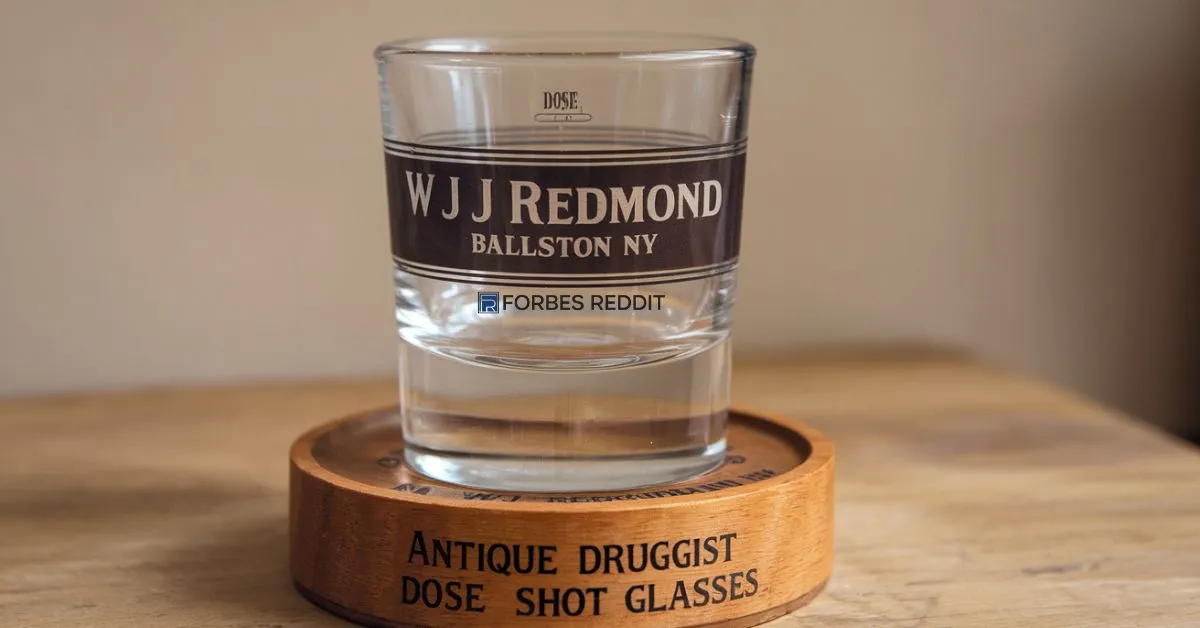 DOSE
W J J REDMOND
BALLSTON NY
FORBES REDDIT
ANTIQUE DRUGGIST
DOSE SHOT GLASSES